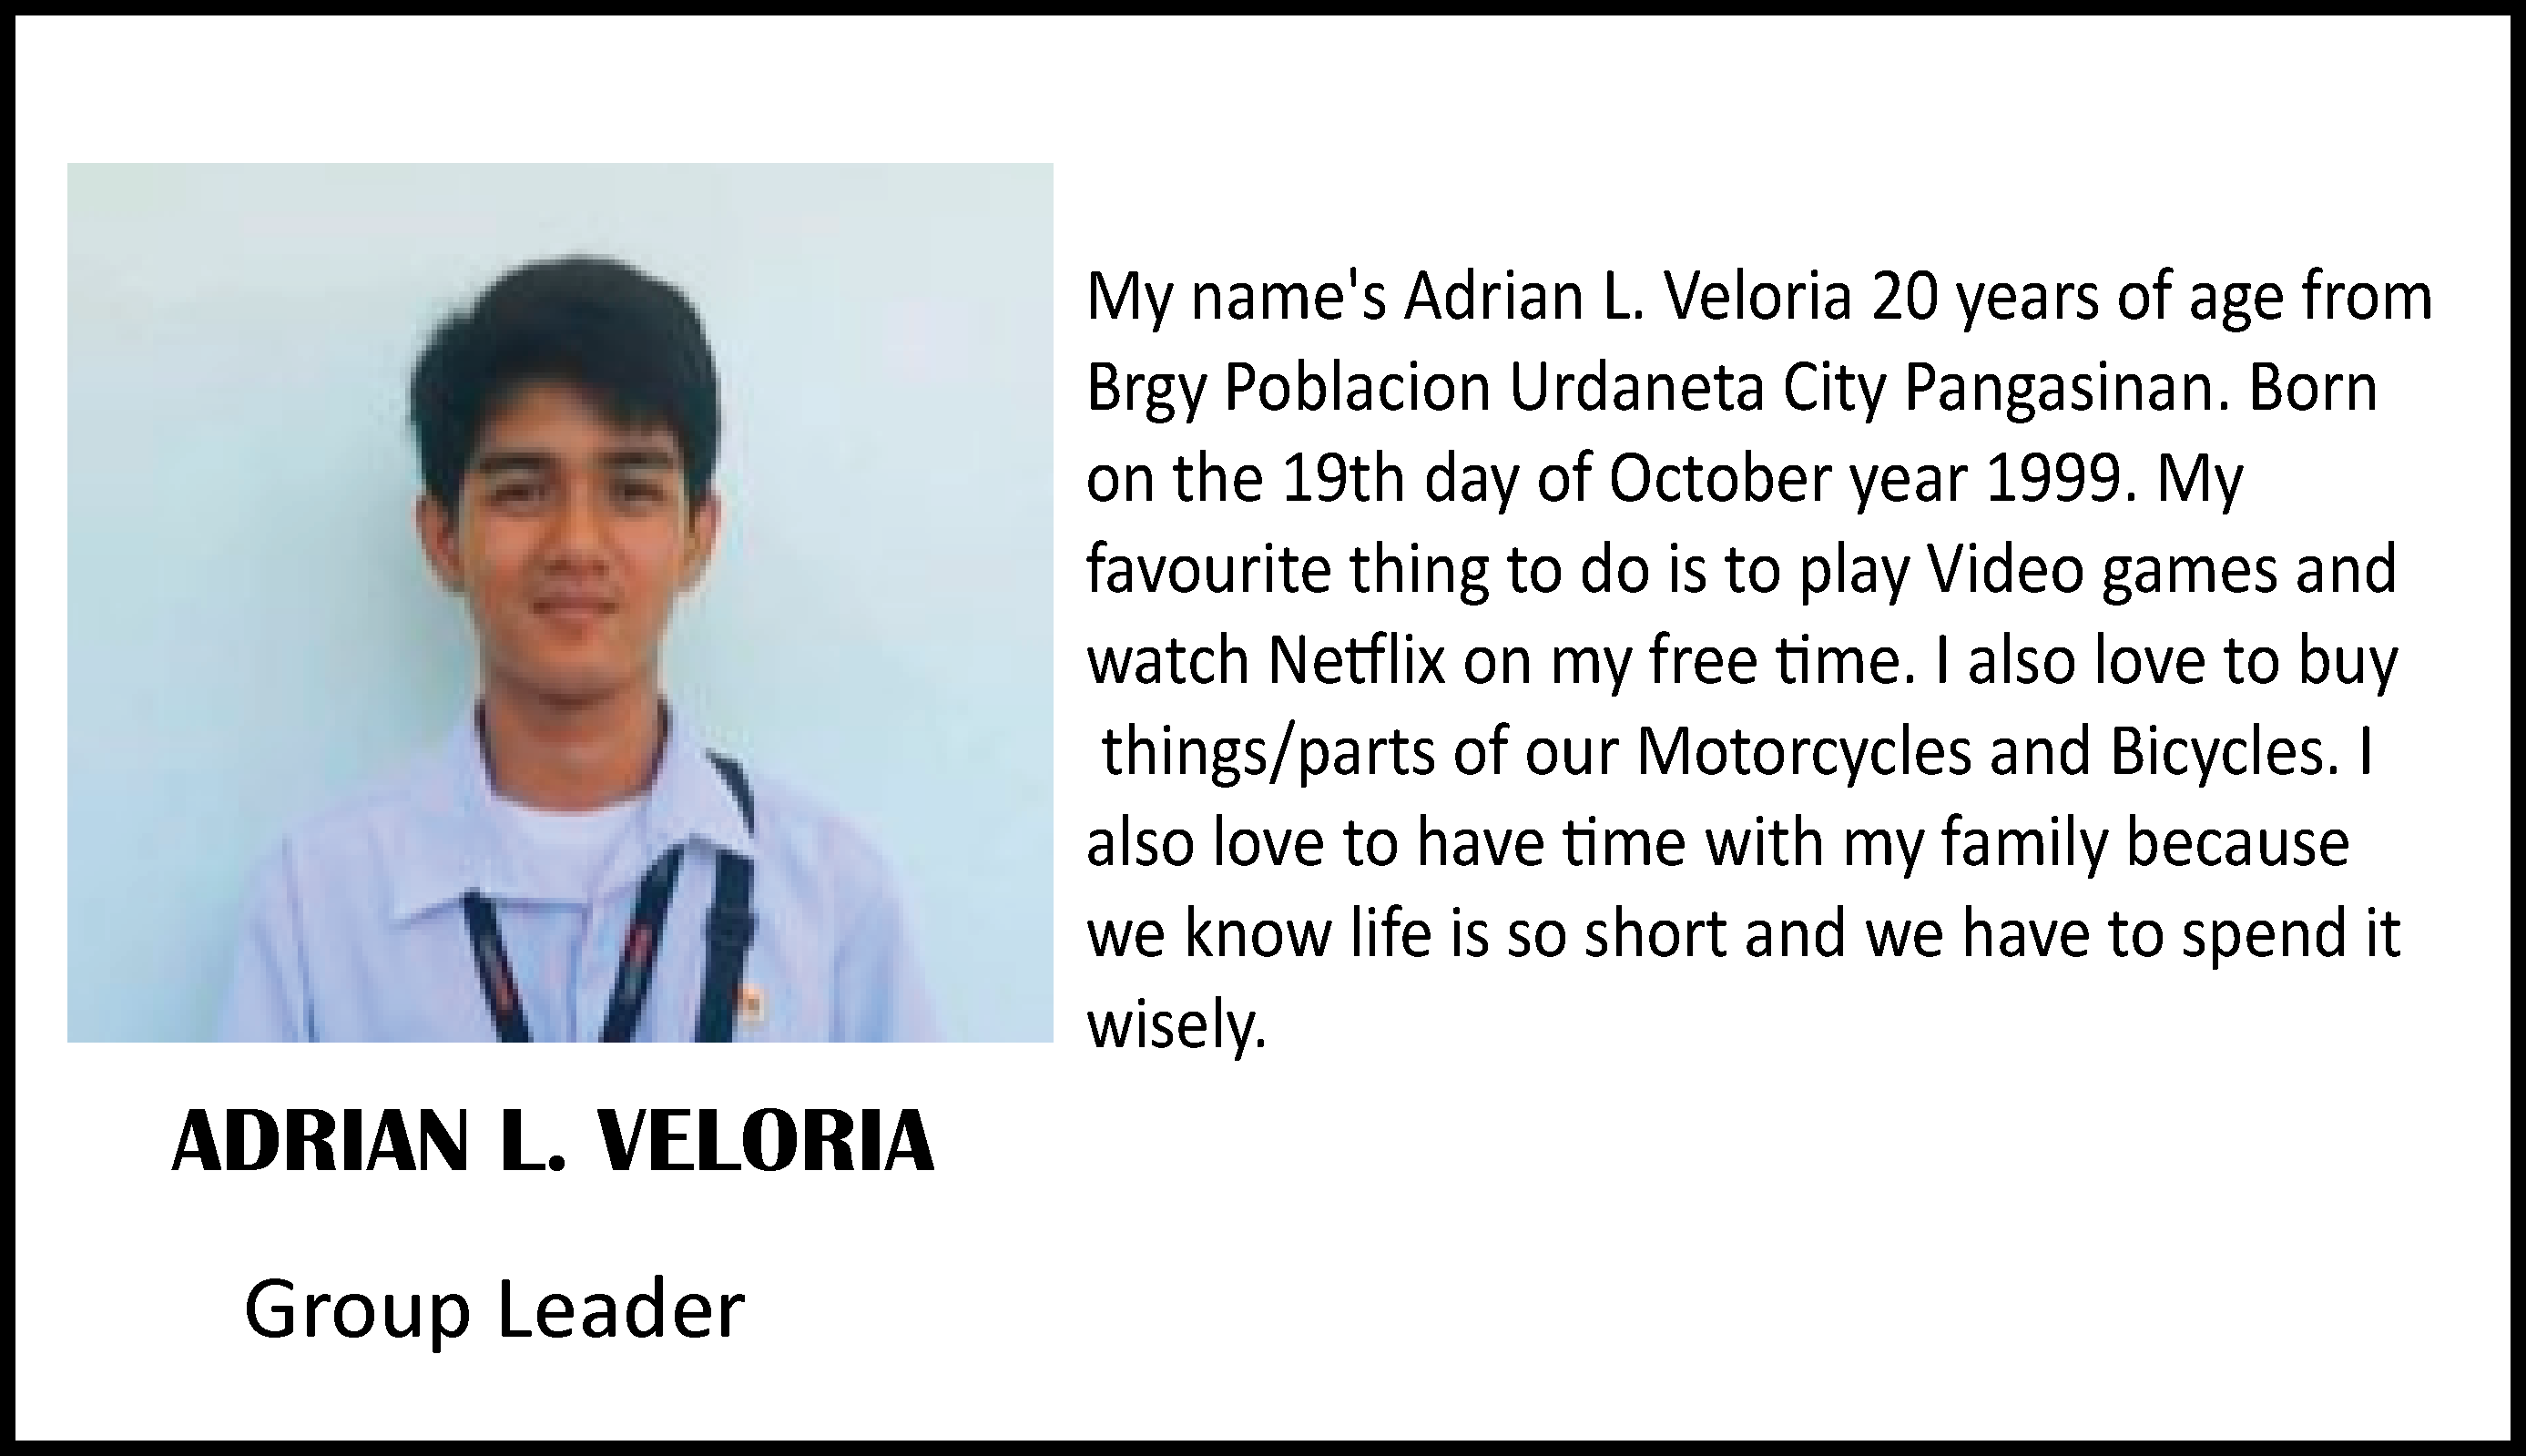 My name's Adrian L. Veloria 20 years of age from
Brgy Poblacion Urdaneta City Pangasinan. Born
on the 19th day of October year 1999. My
favourite thing to do is to play Video games and
watch Netflix on my free time. I also love to buy
things/parts of our Motorcycles and Bicycles. I
also love to have time with my family because
we know life is so short and we have to spend it
wisely.
ADRIAN L. VELORIA
Group Leader